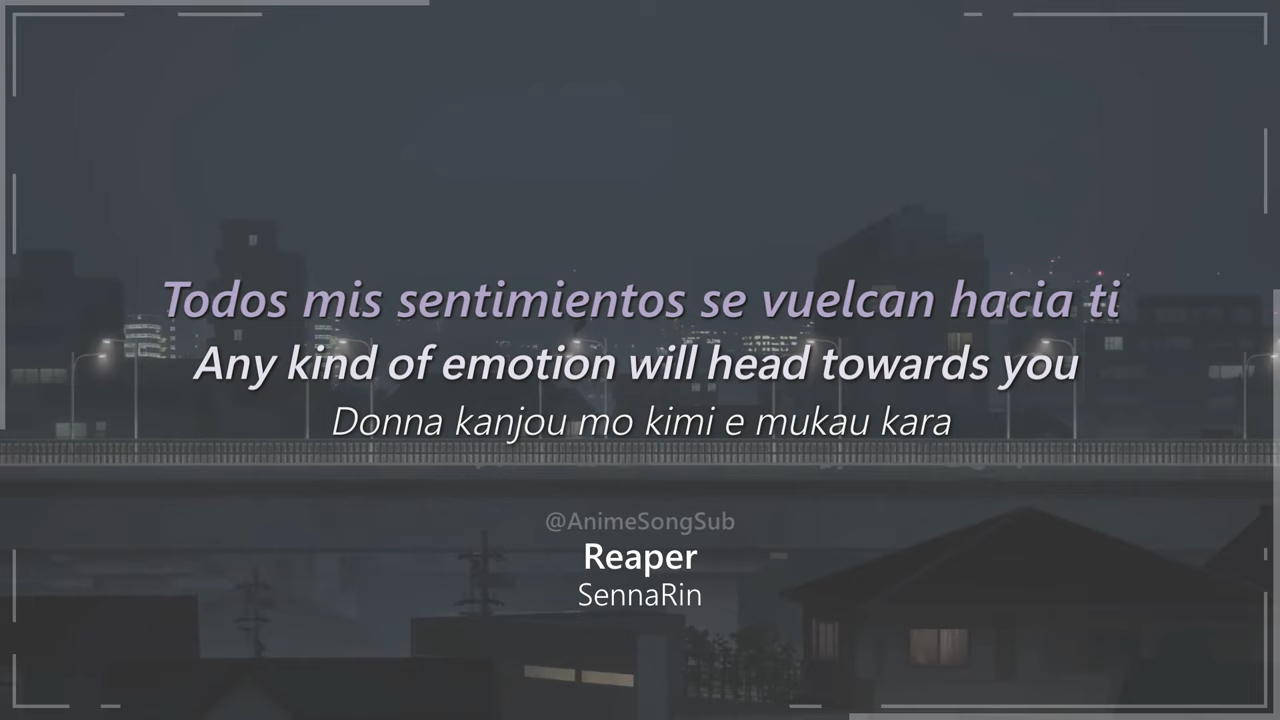 Todos mis sentimientos se vuelcan hacia ti
Any kind of emotion will head towards you
Donna kanjou mo kimi e mukau kara
@AnimeSongSub
Reaper
SennaRin